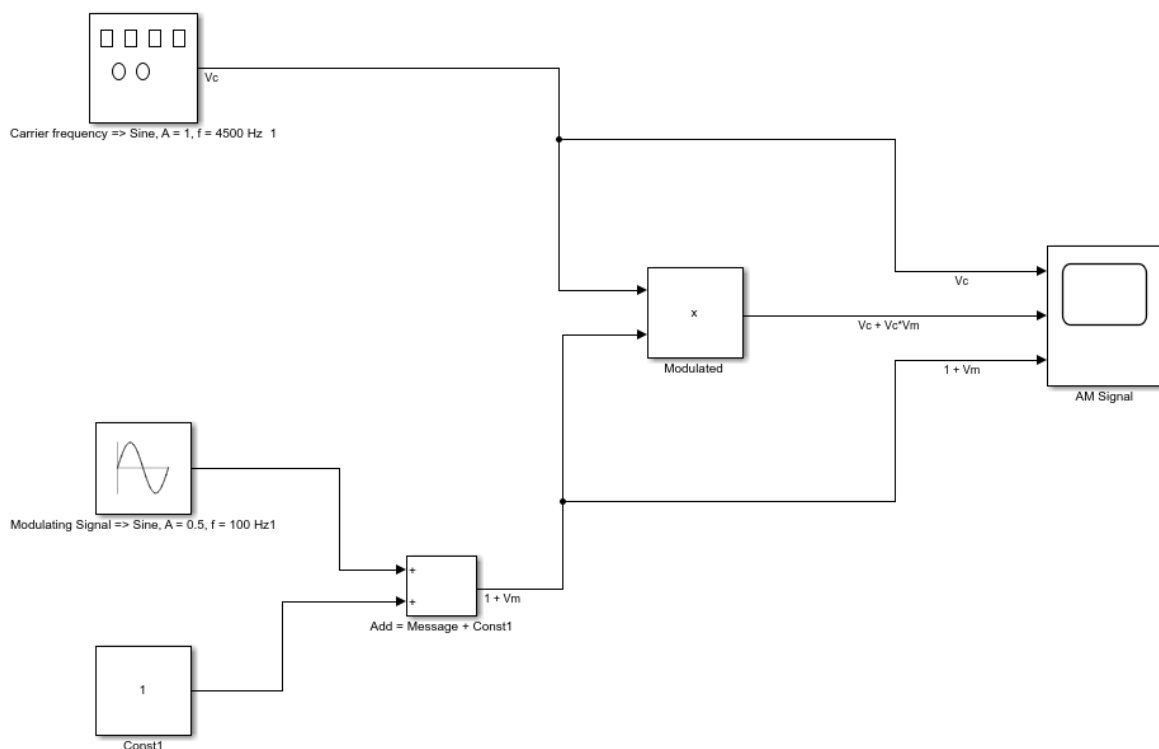 Vc
Carrier frequency => Sine, A = 1, f = 4500 Hz  1
Vc
x
Vc + Vc*Vm
Modulated
1 + Vm
AM Signal
Modulating Signal => Sine, A = 0.5, f = 100 Hz1
+
+
1 + Vm
Add = Message + Const1
1
Const1